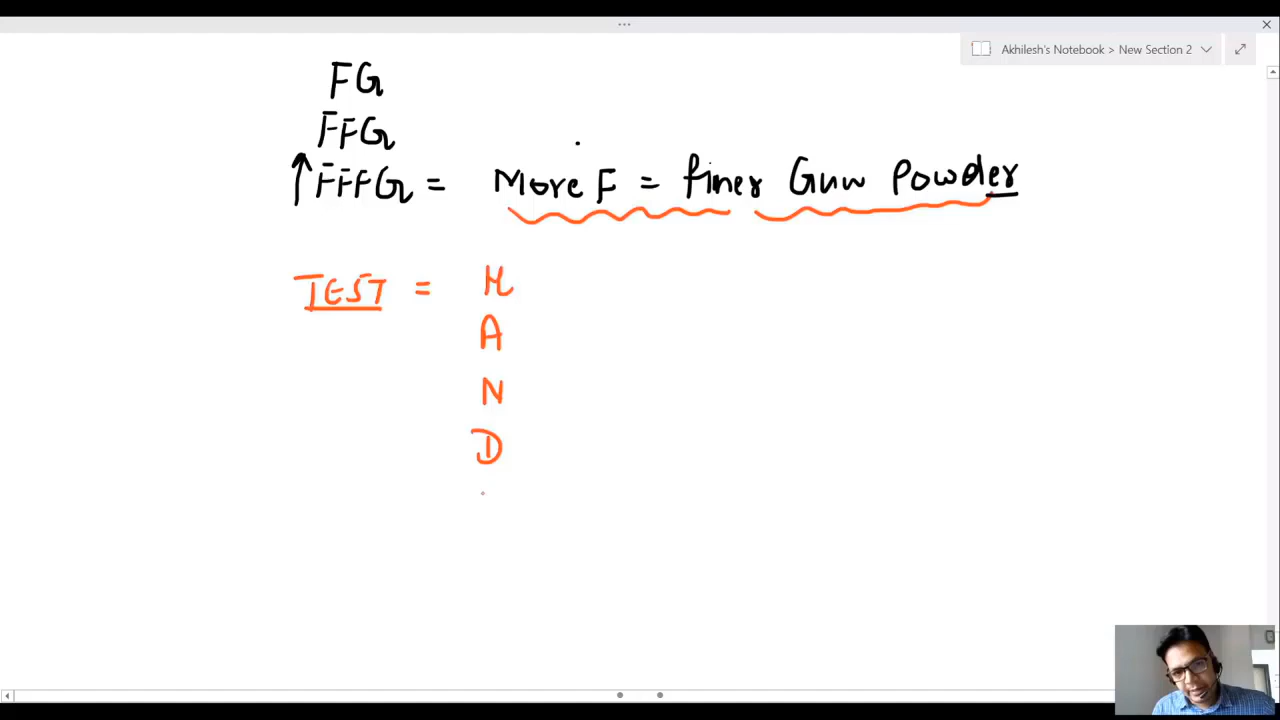 Akhilesh's Notebook > New Section 2
FG
FFG
↑ FFFG = More F = finer Gun Powder
TEST = H
A
N
D